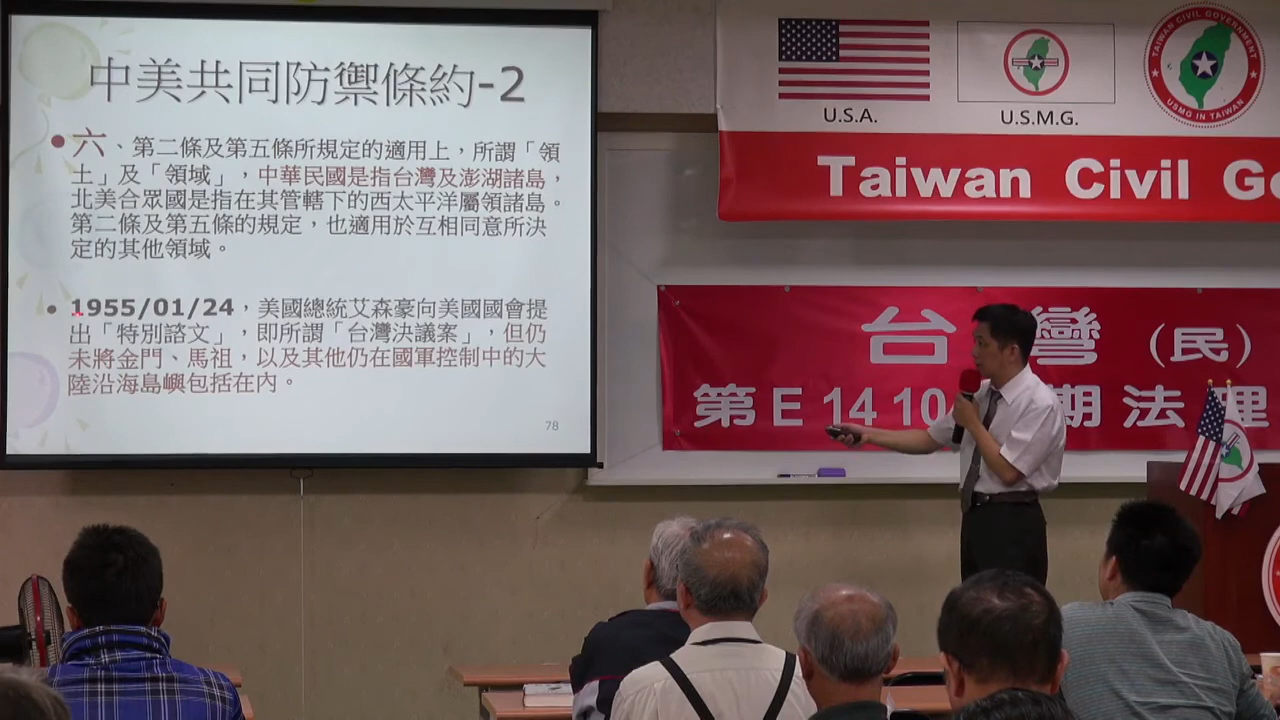 中美共同防禦條約-2
•六、第二條及第五條所規定的適用上，所謂「領
土」及「領域」，中華民國是指台灣及澎湖諸島，
北美合眾國是指在其管轄下的西太平洋屬領諸島。
第二條及第五條的規定，也適用於互相同意所決
定的其他領域。
• 1955/01/24，美國總統艾森豪向美國國會提
出「特別諮文」，即所謂「台灣決議案」，但仍
未將金門、馬祖，以及其他仍在國軍控制中的大
陸沿海島嶼包括在內。
78
U.S.A.
U.S.M.G.
TAIWAN CIVIL GOVERNMENT
USMG IN TAIWAN
Taiwan Civil G
台灣（民）
第E1410 期法理